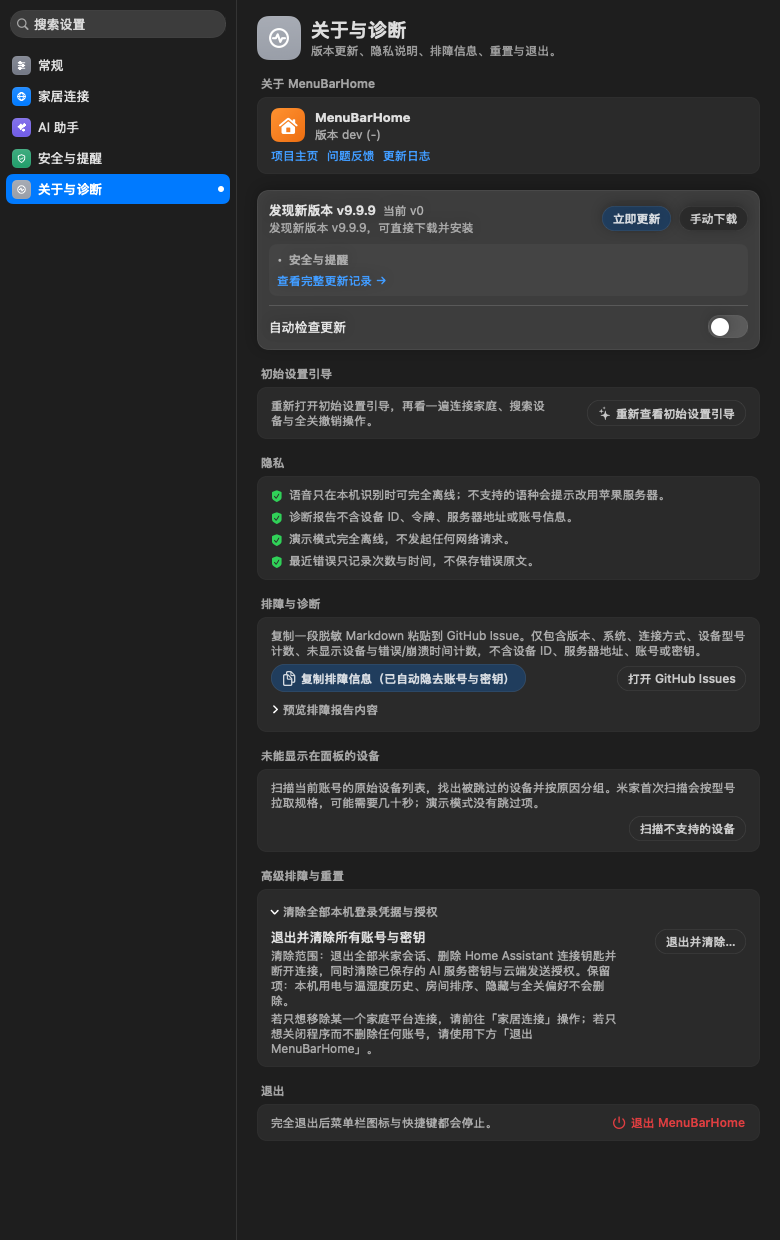 搜索设置
常规
家居连接
AI 助手
安全与提醒
关于与诊断
关于与诊断
版本更新、隐私说明、排障信息、重置与退出。
关于 MenuBarHome
MenuBarHome
版本 dev (-)
项目主页 问题反馈 更新日志
发现新版本 v9.9.9 当前 v0
发现新版本 v9.9.9，可直接下载并安装
立即更新 手动下载
• 安全与提醒
查看完整更新记录 →
自动检查更新
初始设置引导
重新打开初始设置引导，再看一遍连接家庭、搜索设
备与全关撤销操作。
重新查看初始设置引导
隐私
语音只在本机识别时可完全离线；不支持的语种会提示改用苹果服务器。
诊断报告不含设备 ID、令牌、服务器地址或账号信息。
演示模式完全离线，不发起任何网络请求。
最近错误只记录次数与时间，不保存错误原文。
排障与诊断
复制一段脱敏 Markdown 粘贴到 GitHub Issue。仅包含版本、系统、连接方式、设备型号
计数、未显示设备与错误/崩溃时间计数，不含设备 ID、服务器地址、账号或密钥。
复制排障信息（已自动隐去账号与密钥） 打开 GitHub Issues
预览排障报告内容
未能显示在面板的设备
扫描当前账号的原始设备列表，找出被跳过的设备并按原因分组。米家首次扫描会按型号
拉取规格，可能需要几十秒；演示模式没有跳过项。
扫描不支持的设备
高级排障与重置
清除全部本机登录凭据与授权
退出并清除所有账号与密钥
清除范围：退出全部米家会话、删除 Home Assistant 连接钥匙并
断开连接，同时清除已保存的 AI 服务密钥与云端发送授权。保留
项：本机用电与温湿度历史、房间排序、隐藏与全关偏好不会删
除。
若只想移除某一个家庭平台连接，请前往「家居连接」操作；若只
想关闭程序而不删除任何账号，请使用下方「退出
MenuBarHome」。
退出并清除...
退出
完全退出后菜单栏图标与快捷键都会停止。
退出 MenuBarHome